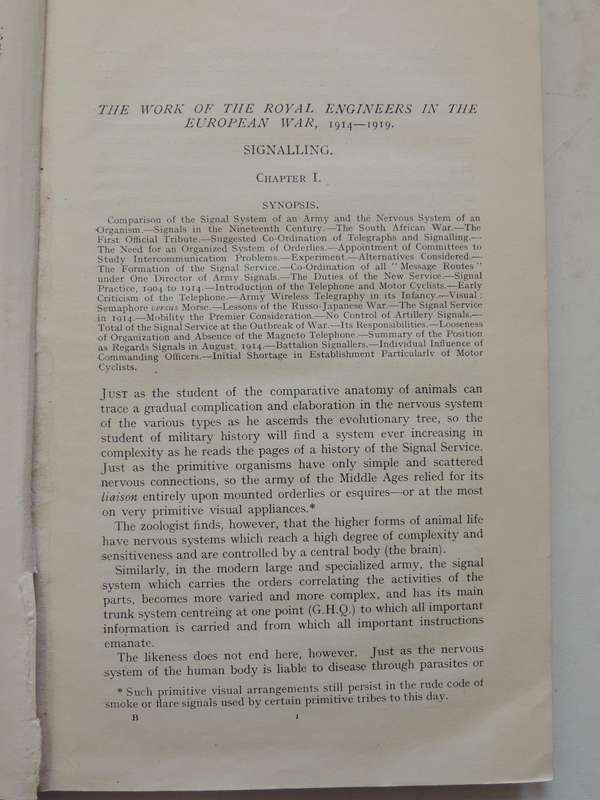 THE WORK OF THE ROYAL ENGINEERS IN THE
EUROPEAN WAR, 1914—1919.
SIGNALLING.
CHAPTER I.
SYNOPSIS.
Comparison of the Signal System of an Army and the Nervous System of an
Organism.—Signals in the Nineteenth Century.—The South African War.—The
First Official Tribute.—Suggested Co-Ordination of Telegraphs and Signalling.—
The Need for an Organized System of Orderlies.—Appointment of Committees to
Study Intercommunication Problems.—Experiment.—Alternatives Considered.—
The Formation of the Signal Service.—Co-Ordination of all "Message Routes"
under One Director of Army Signals.—The Duties of the New Service.—Signal
Practice, 1904 to 1914.—Introduction of the Telephone and Motor Cyclists.—Early
Criticism of the Telephone.—Army Wireless Telegraphy in its Infancy.—Visual:
Semaphore versus Morse.—Lessons of the Russo-Japanese War.—The Signal Service
in 1914.—Mobility the Premier Consideration.—No Control of Artillery Signals.—
Total of the Signal Service at the Outbreak of War.—Its Responsibilities.—Looseness
of Organization and Absence of the Magneto Telephone.—Summary of the Position
as Regards Signals in August, 1914.—Battalion Signallers.—Individual Influence of
Commanding Officers.—Initial Shortage in Establishment Particularly of Motor
Cyclists.
JUST as the student of the comparative anatomy of animals can
trace a gradual complication and elaboration in the nervous system
of the various types as he ascends the evolutionary tree, so the
student of military history will find a system ever increasing in
complexity as he reads the pages of a history of the Signal Service.
Just as the primitive organisms have only simple and scattered
nervous connections, so the army of the Middle Ages relied for its
liaison entirely upon mounted orderlies or esquires—or at the most
on very primitive visual appliances.*
The zoologist finds, however, that the higher forms of animal life
have nervous systems which reach a high degree of complexity and
sensitiveness and are controlled by a central body (the brain).
Similarly, in the modern large and specialized army, the signal
system which carries the orders correlating the activities of the
parts, becomes more varied and more complex, and has its main
trunk system centreing at one point (G.H.Q.) to which all important
information is carried and from which all important instructions
emanate.
The likeness does not end here, however. Just as the nervous
system of the human body is liable to disease through parasites or
* Such primitive visual arrangements still persist in the rude code of
smoke or flare signals used by certain primitive tribes to this day.
B 1